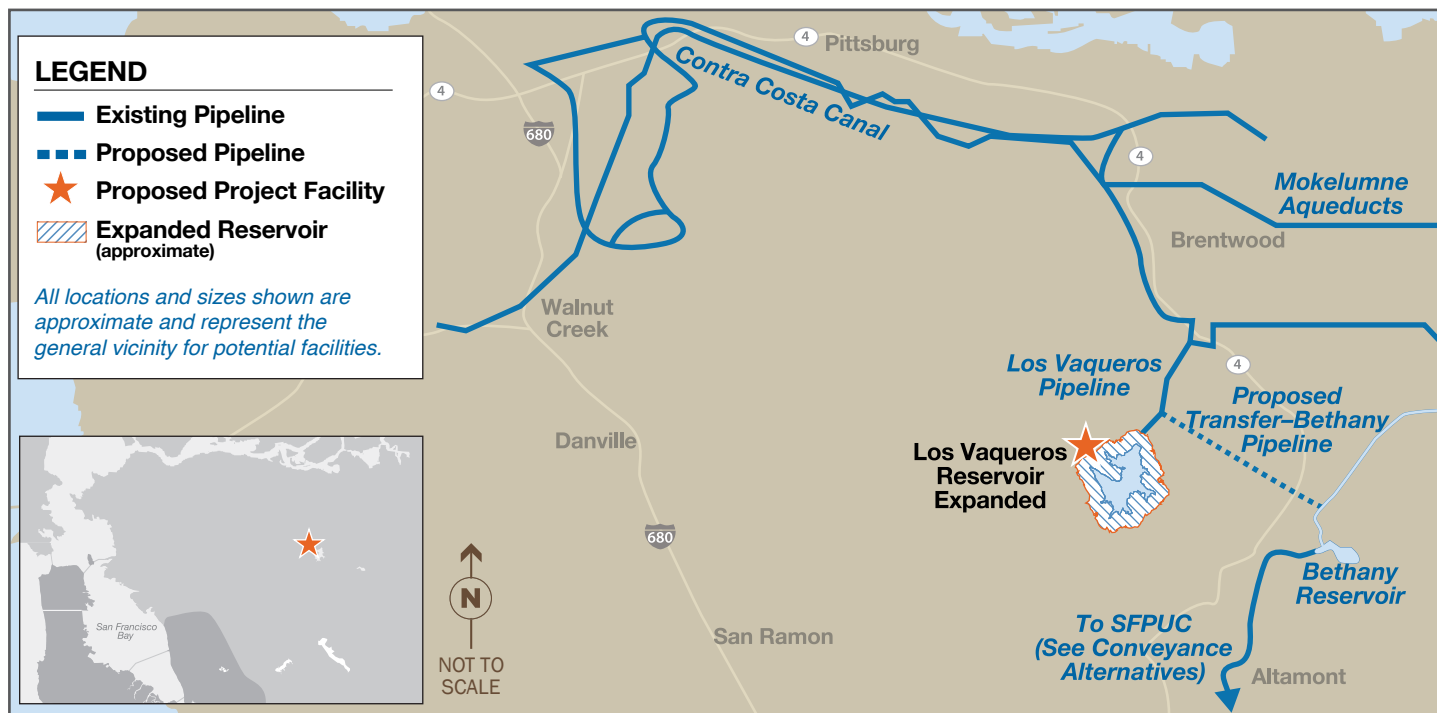 LEGEND
Existing Pipeline
Proposed Pipeline
Proposed Project Facility
Expanded Reservoir
(approximate)
All locations and sizes shown are
approximate and represent the
general vicinity for potential facilities.
4
Pittsburg
4
680
Contra Costa Canal
4
Mokelumne
Aqueducts
Brentwood
Walnut
Creek
Los Vaqueros
Pipeline
4
Proposed
Transfer–Bethany
Pipeline
Danville
Los Vaqueros
Reservoir
Expanded
680
Bethany
Reservoir
San Francisco
Bay
N
NOT TO
SCALE
San Ramon
To SFPUC
(See Conveyance
Alternatives)
Altamont